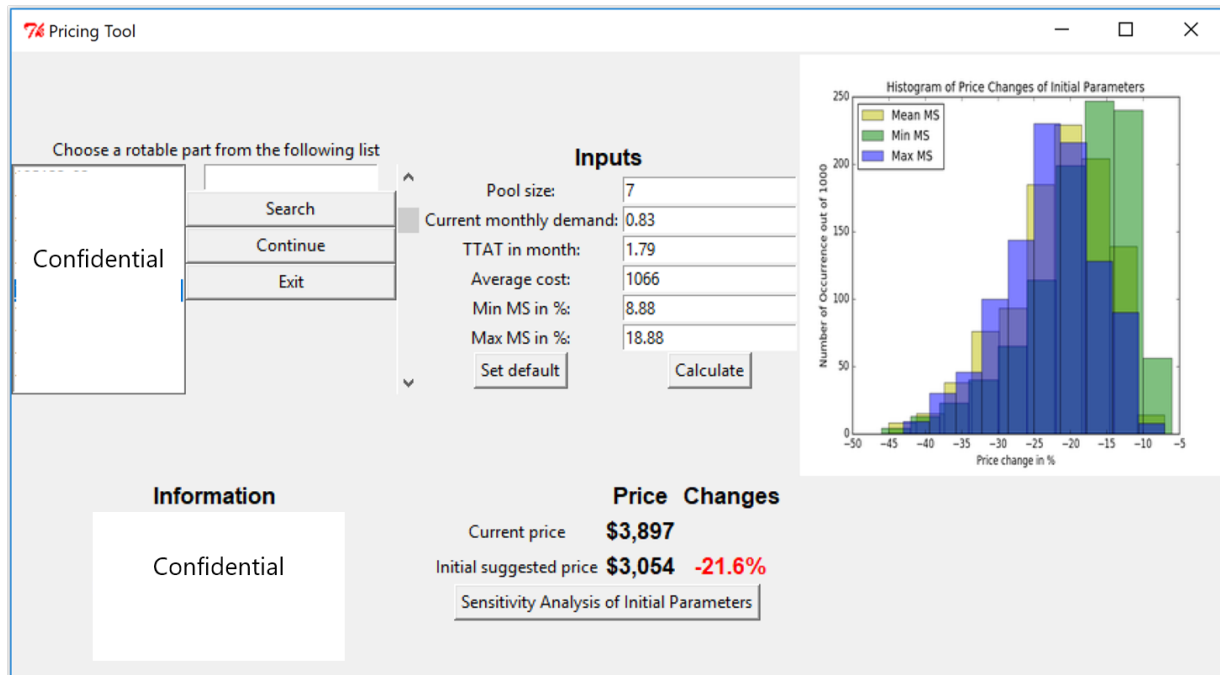 Pricing Tool
Choose a rotable part from the following list
Confidential
Search
Continue
Exit
Inputs
Pool size: 7
Current monthly demand: 0.83
TTAT in month: 1.79
Average cost: 1066
Min MS in %: 8.88
Max MS in %: 18.88
Set default Calculate
Histogram of Price Changes of Initial Parameters
Number of Occurrence out of 1000
250
200
150
100
50
0
Mean MS
Min MS
Max MS
−50 −45 −40 −35 −30 −25 −20 −15 −10 −5
Price change in %
Information
Confidential
Price Changes
Current price $3,897
Initial suggested price $3,054 -21.6%
Sensitivity Analysis of Initial Parameters